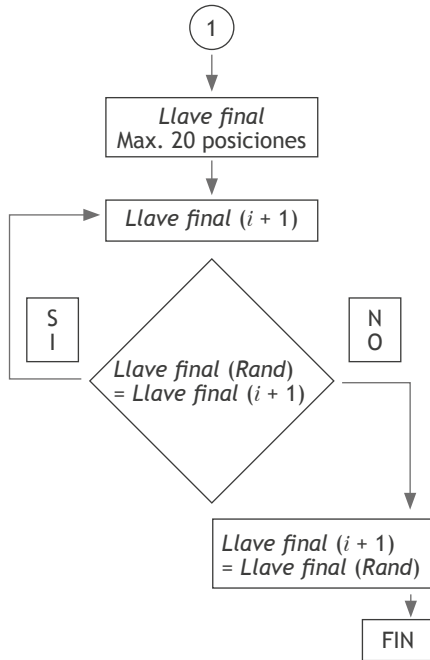 1
Llave final
Max. 20 posiciones
Llave final (i + 1)
S
I
N
O
Llave final (Rand)
= Llave final (i + 1)
Llave final (i + 1)
= Llave final (Rand)
FIN